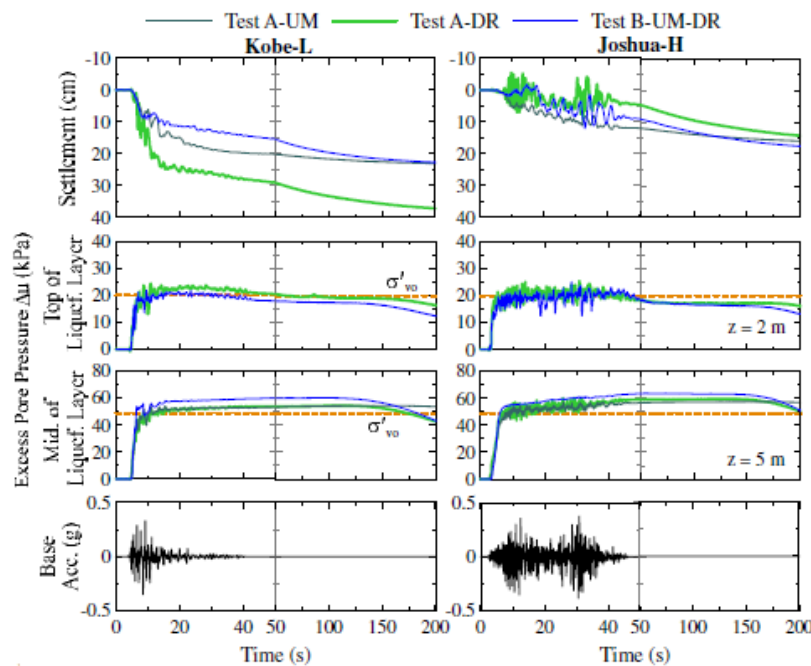 Test A-UM Test A-DR Test B-UM-DR
Kobe-L Joshua-H
Settlement (cm)
-10
0
10
20
30
40
-10
0
10
20
30
40
Excess Pore Pressure Δu (kPa)
Top of
Liquef. Layer
40
30
20
10
0
σ'vo
40
30
20
10
0
z = 2 m
Mid. of
Liquef. Layer
80
60
40
20
0
σ'vo
80
60
40
20
0
z = 5 m
Base
Acc. (g)
0.5
0
-0.5
0.5
0
-0.5
0 20 40 50 100 150 200 0 20 40 50 100 150 200
Time (s) Time (s)